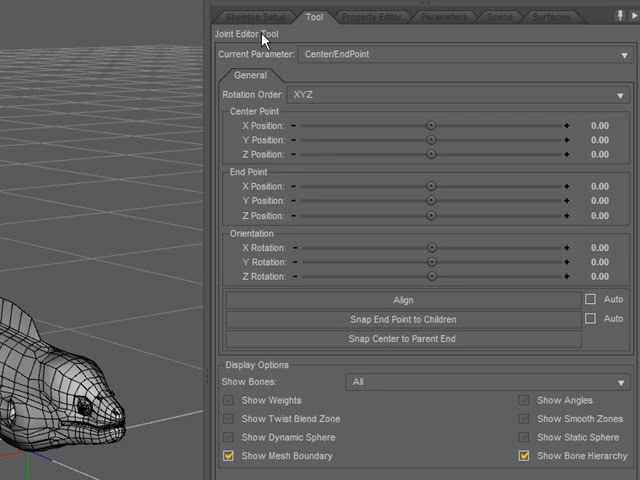 Skeleton Setup Tool Property Editor Parameters Scene Surfaces
Joint Editor Tool
Current Parameter: Center/EndPoint
General
Rotation Order: XYZ
Center Point
X Position: - + 0.00
Y Position: - + 0.00
Z Position: - + 0.00
End Point
X Position: - + 0.00
Y Position: - + 0.00
Z Position: - + 0.00
Orientation
X Rotation: - + 0.00
Y Rotation: - + 0.00
Z Rotation: - + 0.00
Align Auto
Snap End Point to Children Auto
Snap Center to Parent End
Display Options
Show Bones: All
Show Weights Show Angles
Show Twist Blend Zone Show Smooth Zones
Show Dynamic Sphere Show Static Sphere
Show Mesh Boundary Show Bone Hierarchy